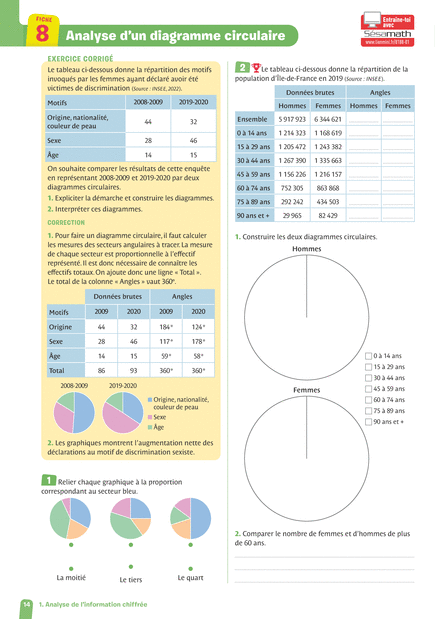 FICHE
8
Analyse d'un diagramme circulaire
Entraîne-toi
avec
Sésamath
EXERCICE CORRIGÉ
Le tableau ci-dessous donne la répartition des motifs
invoqués par les femmes ayant déclaré avoir été
victimes de discrimination (Source : INSEE, 2022).
Motifs 2008-2009 2019-2020
Origine, nationalité,
couleur de peau 44 32
Sexe 28 46
Âge 14 15
On souhaite comparer les résultats de cette enquête
en représentant 2008-2009 et 2019-2020 par deux
diagrammes circulaires.
1. Expliciter la démarche et construire les diagrammes.
2. Interpréter ces diagrammes.
CORRECTION
1. Pour faire un diagramme circulaire, il faut calculer
les mesures des secteurs angulaires à tracer. La mesure
de chaque secteur est proportionnelle à l'effectif
représenté. Il est donc nécessaire de connaître les
effectifs totaux. On ajoute donc une ligne « Total ».
Le total de la colonne « Angles » vaut 360°.
Données brutes Angles
Motifs 2009 2020 2009 2020
Origine 44 32 184° 124°
Sexe 28 46 117° 178°
Âge 14 15 59° 58°
Total 86 93 360° 360°
2008-2009 2019-2020
Origine, nationalité,
couleur de peau
Sexe
Âge
2. Les graphiques montrent l'augmentation nette des
déclarations au motif de discrimination sexiste.
1 Relier chaque graphique à la proportion
correspondant au secteur bleu.
La moitié Le tiers Le quart
2 Le tableau ci-dessous donne la répartition de la
population d'Île-de-France en 2019 (Source : INSEE).
Données brutes Angles
Hommes Femmes Hommes Femmes
Ensemble 5 917 923 6 344 621
0 à 14 ans 1 214 323 1 168 619
15 à 29 ans 1 205 472 1 243 382
30 à 44 ans 1 267 390 1 335 663
45 à 59 ans 1 156 226 1 216 157
60 à 74 ans 752 305 863 868
75 à 89 ans 292 242 434 503
90 ans et + 29 965 82 429
1. Construire les deux diagrammes circulaires.
Hommes
0 à 14 ans
15 à 29 ans
30 à 44 ans
45 à 59 ans
60 à 74 ans
75 à 89 ans
90 ans et +
Femmes
2. Comparer le nombre de femmes et d'hommes de plus
de 60 ans.
14 1. Analyse de l'information chiffrée